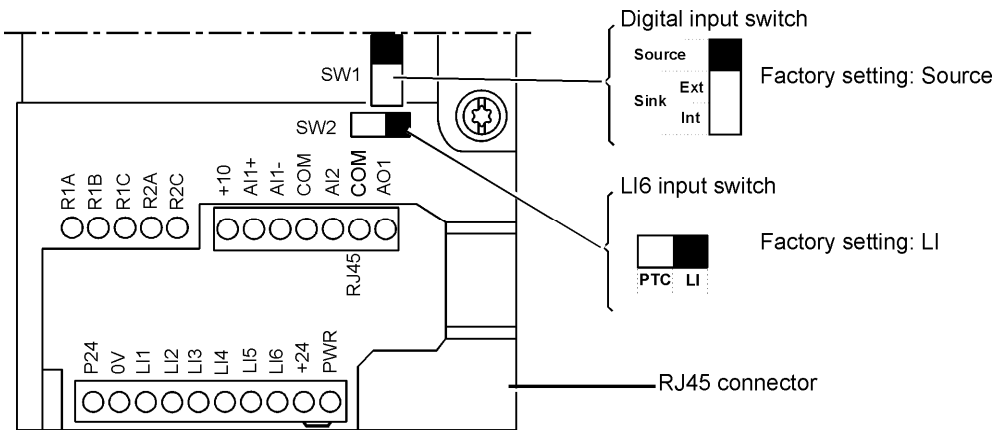 Digital input switch
Source
Sink
Ext
Int
Factory setting: Source
SW1
SW2
LI6 input switch
Factory setting: LI
PTC LI
R1A R1B R1C R2A R2C
+10 AI1+ AI1- COM AI2 COM AO1
RJ45
P24 0V LI1 LI2 LI3 LI4 LI5 LI6 +24 PWR
RJ45 connector